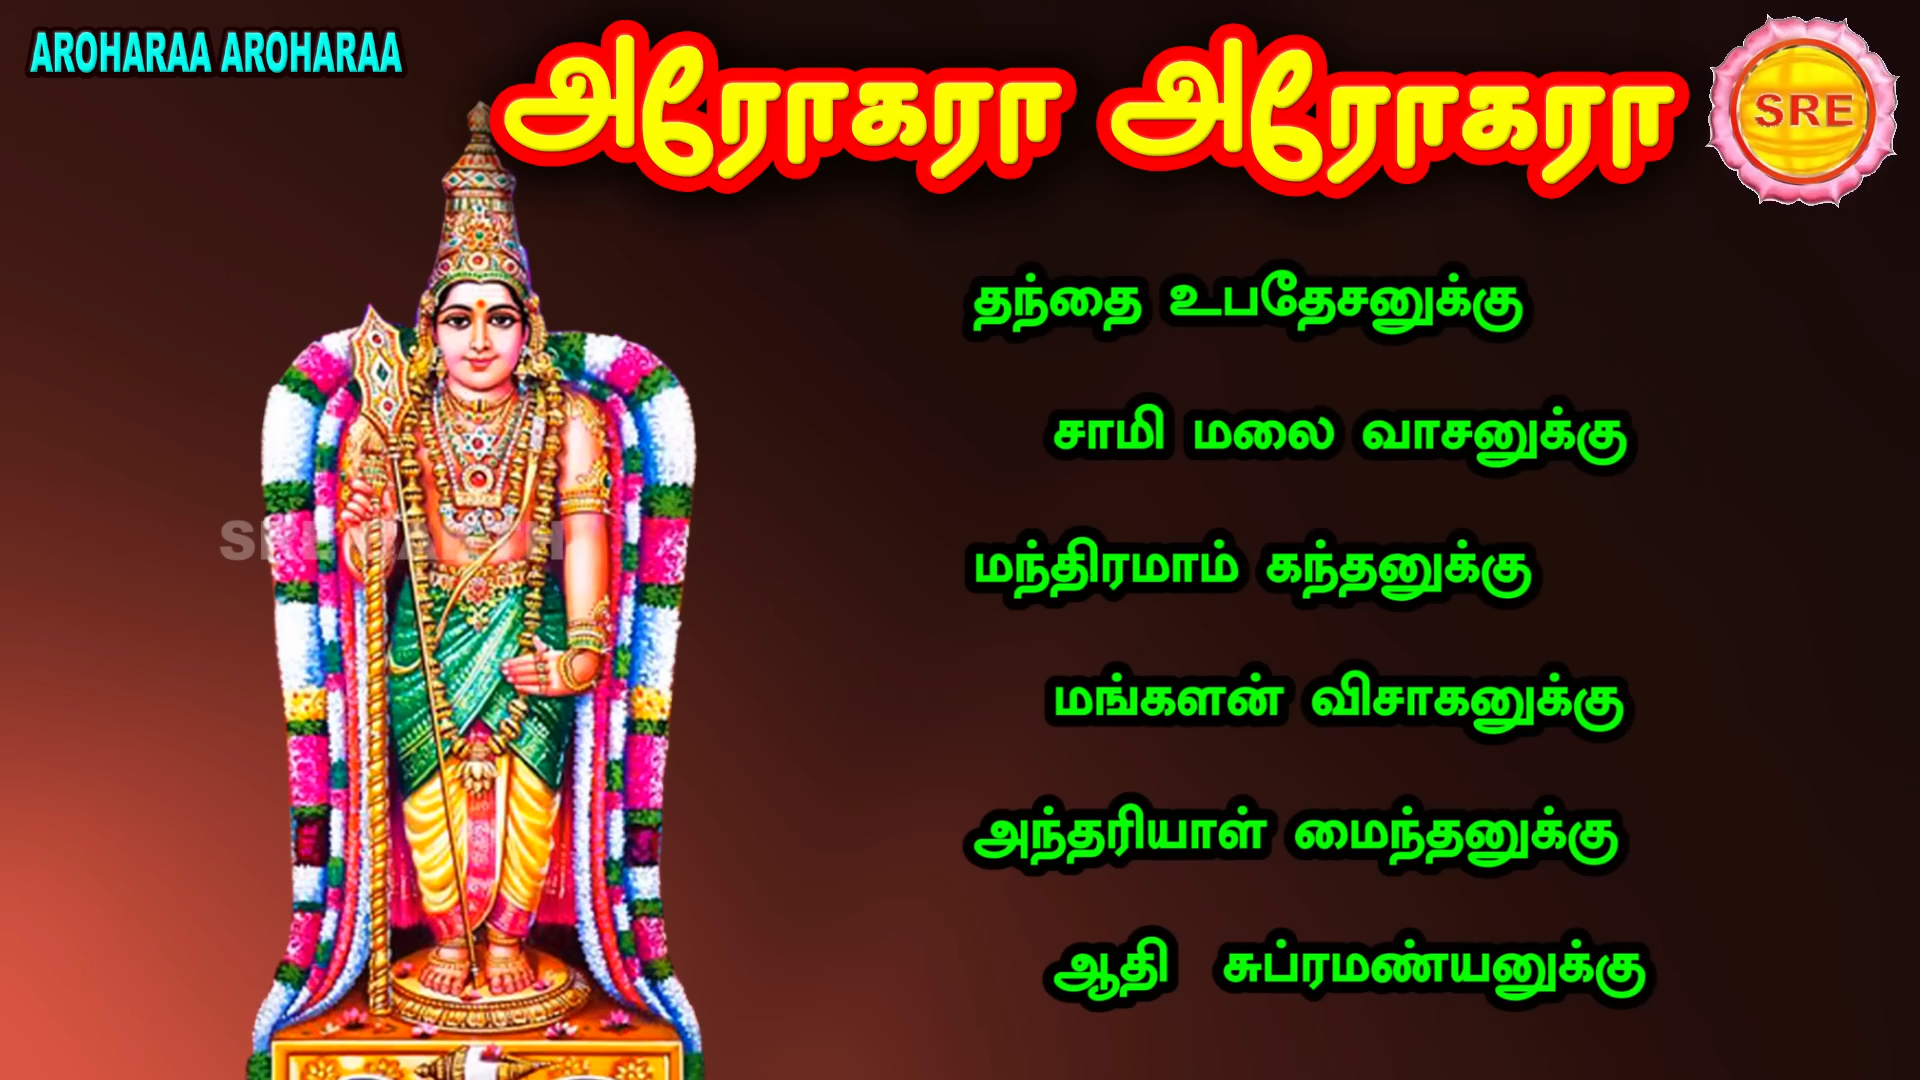 AROHARAA AROHARAA
அரோகரா அரோகரா
SRE
தந்தை உபதேசனுக்கு
சாமி மலை வாசனுக்கு
மந்திரமாம் கந்தனுக்கு
மங்களன் விசாகனுக்கு
அந்தரியாள் மைந்தனுக்கு
ஆதி சுப்ரமண்யனுக்கு